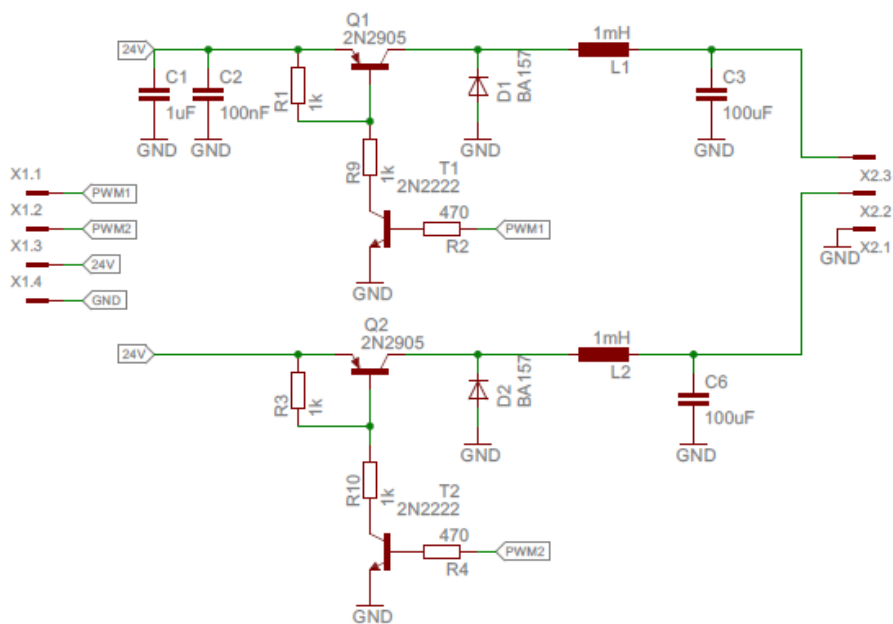 Q1
2N2905
24V
1mH
L1
C1
1uF
C2
100nF
R1
1k
D1
BA157
C3
100uF
GND
GND
GND
GND
R9
1k
T1
2N2222
470
R2
PWM1
GND
X1.1
PWM1
X1.2
PWM2
X1.3
24V
X1.4
GND
X2.3
X2.2
X2.1
GND
Q2
2N2905
24V
1mH
L2
R3
1k
D2
BA157
C6
100uF
GND
GND
R10
1k
T2
2N2222
470
R4
PWM2
GND